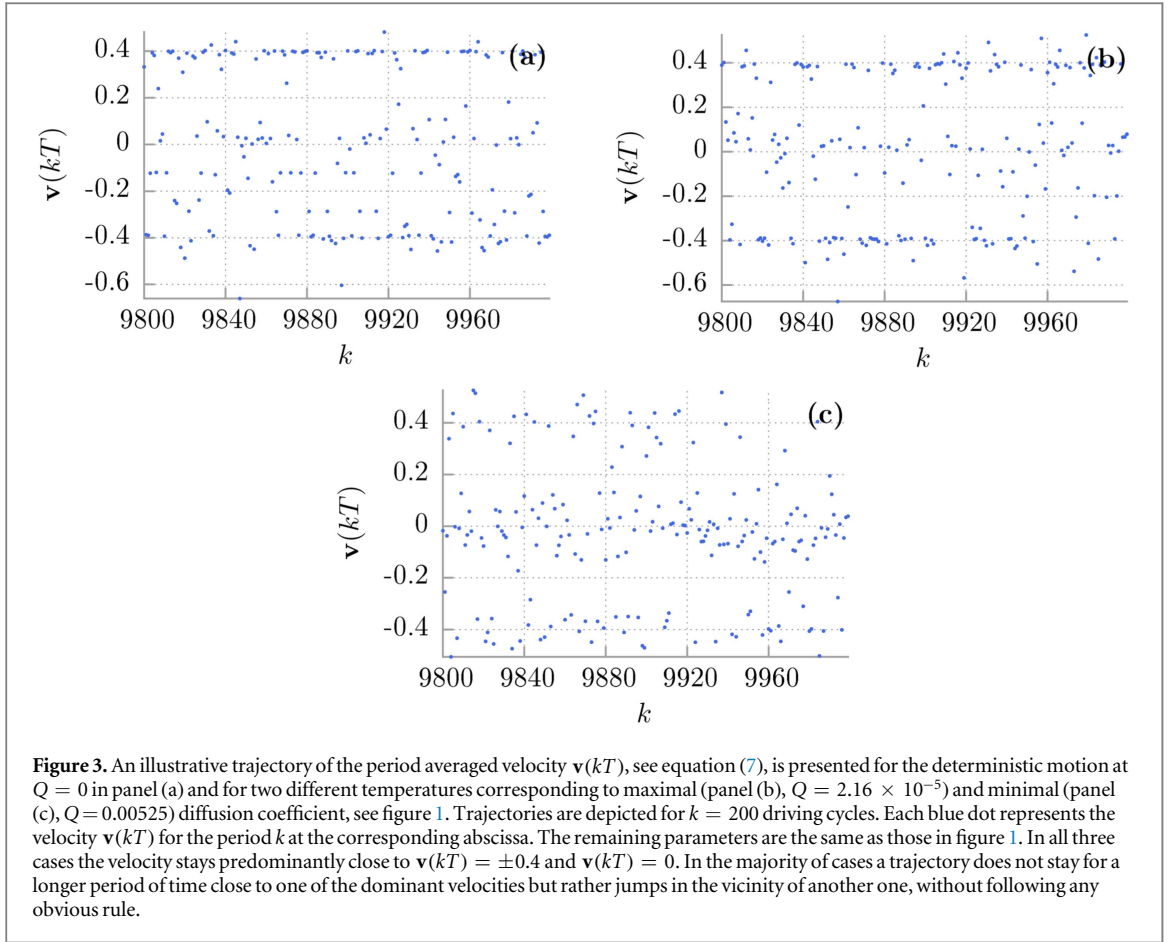 (a)
0.4
0.2
0
-0.2
-0.4
-0.6
v(kT)
9800 9840 9880 9920 9960
k
(b)
0.4
0.2
0
-0.2
-0.4
-0.6
v(kT)
9800 9840 9880 9920 9960
k
(c)
0.4
0.2
0
-0.2
-0.4
v(kT)
9800 9840 9880 9920 9960
k
Figure 3. An illustrative trajectory of the period averaged velocity v(kT), see equation (7), is presented for the deterministic motion at
Q = 0 in panel (a) and for two different temperatures corresponding to maximal (panel (b), Q = 2.16 × 10⁻⁵) and minimal (panel
(c), Q = 0.00525) diffusion coefficient, see figure 1. Trajectories are depicted for k = 200 driving cycles. Each blue dot represents the
velocity v(kT) for the period k at the corresponding abscissa. The remaining parameters are the same as those in figure 1. In all three
cases the velocity stays predominantly close to v(kT) = ±0.4 and v(kT) = 0. In the majority of cases a trajectory does not stay for a
longer period of time close to one of the dominant velocities but rather jumps in the vicinity of another one, without following any
obvious rule.